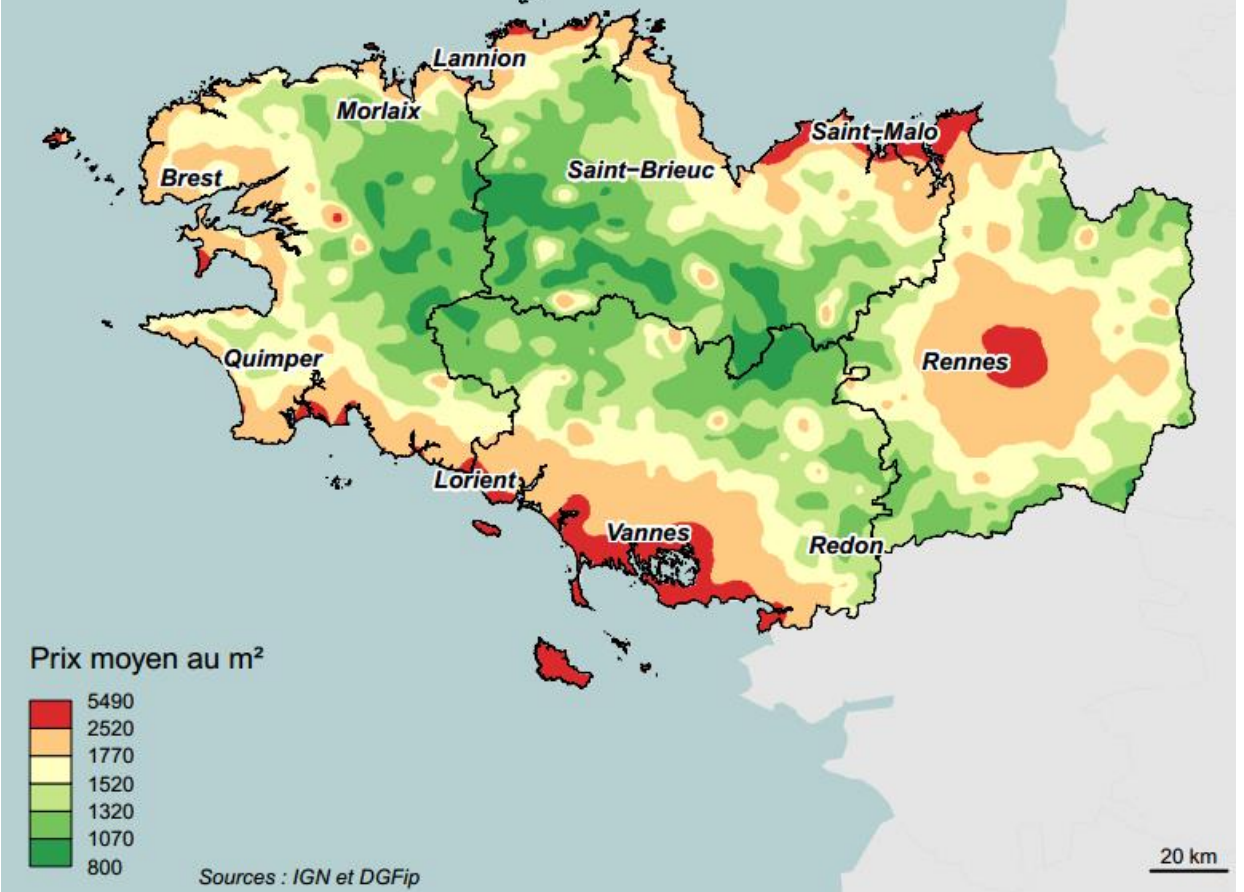 Lannion
Morlaix
Saint-Malo
Saint-Brieuc
Brest
Quimper
Rennes
Lorient
Vannes
Redon
Prix moyen au m²
5490
2520
1770
1520
1320
1070
800
Sources : IGN et DGFip
20 km